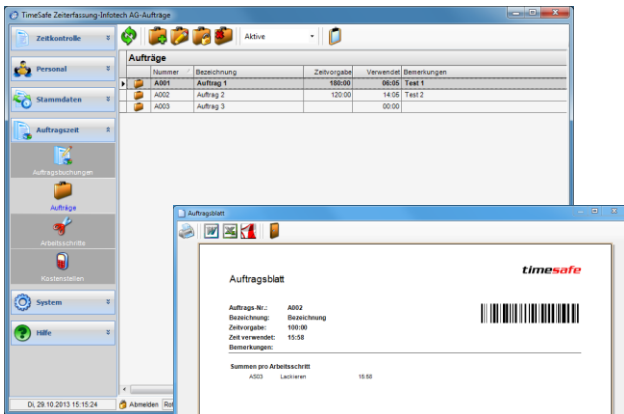 TimeSafe Zeiterfassung-Infotech AG-Aufträge
Zeitkontrolle
Personal
Stammdaten
Auftragszeit
Auftragsbuchungen
Aufträge
Arbeitsschritte
Kostenstellen
System
Hilfe
Di, 29.10.2013 15:15:24
Abmelden
Aktive
Aufträge
Nummer Bezeichnung Zeitvorgabe Verwendet Bemerkungen
A001 Auftrag 1 180:00 06:05 Test 1
A002 Auftrag 2 120:00 14:05 Test 2
A003 Auftrag 3 00:00
Auftragsblatt
timesafe
Auftragsblatt
Auftrags-Nr.: A002
Bezeichnung: Bezeichnung
Zeitvorgabe: 100:00
Zeit verwendet: 15:58
Bemerkungen:
Summen pro Arbeitsschritt
AS03 Lackieren 15:58